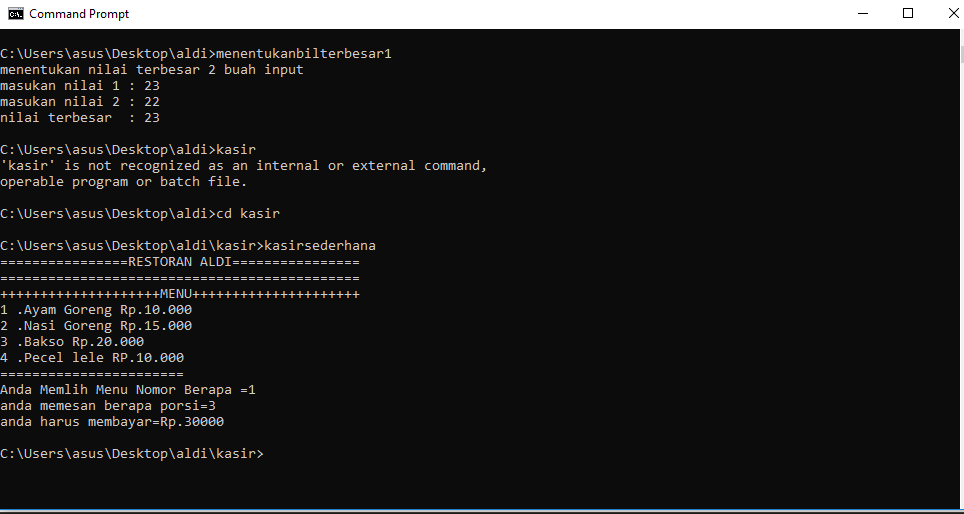 Command Prompt
C:\Users\asus\Desktop\aldi>menentukanbilterbesar1
menentukan nilai terbesar 2 buah input
masukan nilai 1 : 23
masukan nilai 2 : 22
nilai terbesar  : 23
C:\Users\asus\Desktop\aldi>kasir
'kasir' is not recognized as an internal or external command,
operable program or batch file.
C:\Users\asus\Desktop\aldi>cd kasir
C:\Users\asus\Desktop\aldi\kasir>kasirsederhana
================RESTORAN ALDI================
=============================================
++++++++++++++++++++MENU+++++++++++++++++++++
1 .Ayam Goreng Rp.10.000
2 .Nasi Goreng Rp.15.000
3 .Bakso Rp.20.000
4 .Pecel lele RP.10.000
=======================
Anda Memlih Menu Nomor Berapa =1
anda memesan berapa porsi=3
anda harus membayar=Rp.30000
C:\Users\asus\Desktop\aldi\kasir>